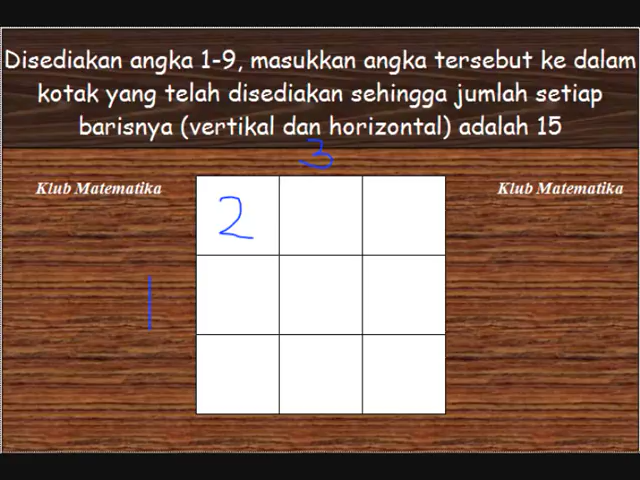 Disediakan angka 1-9, masukkan angka tersebut ke dalam
kotak yang telah disediakan sehingga jumlah setiap
barisnya (vertikal dan horizontal) adalah 15
3
Klub Matematika
Klub Matematika
2
1